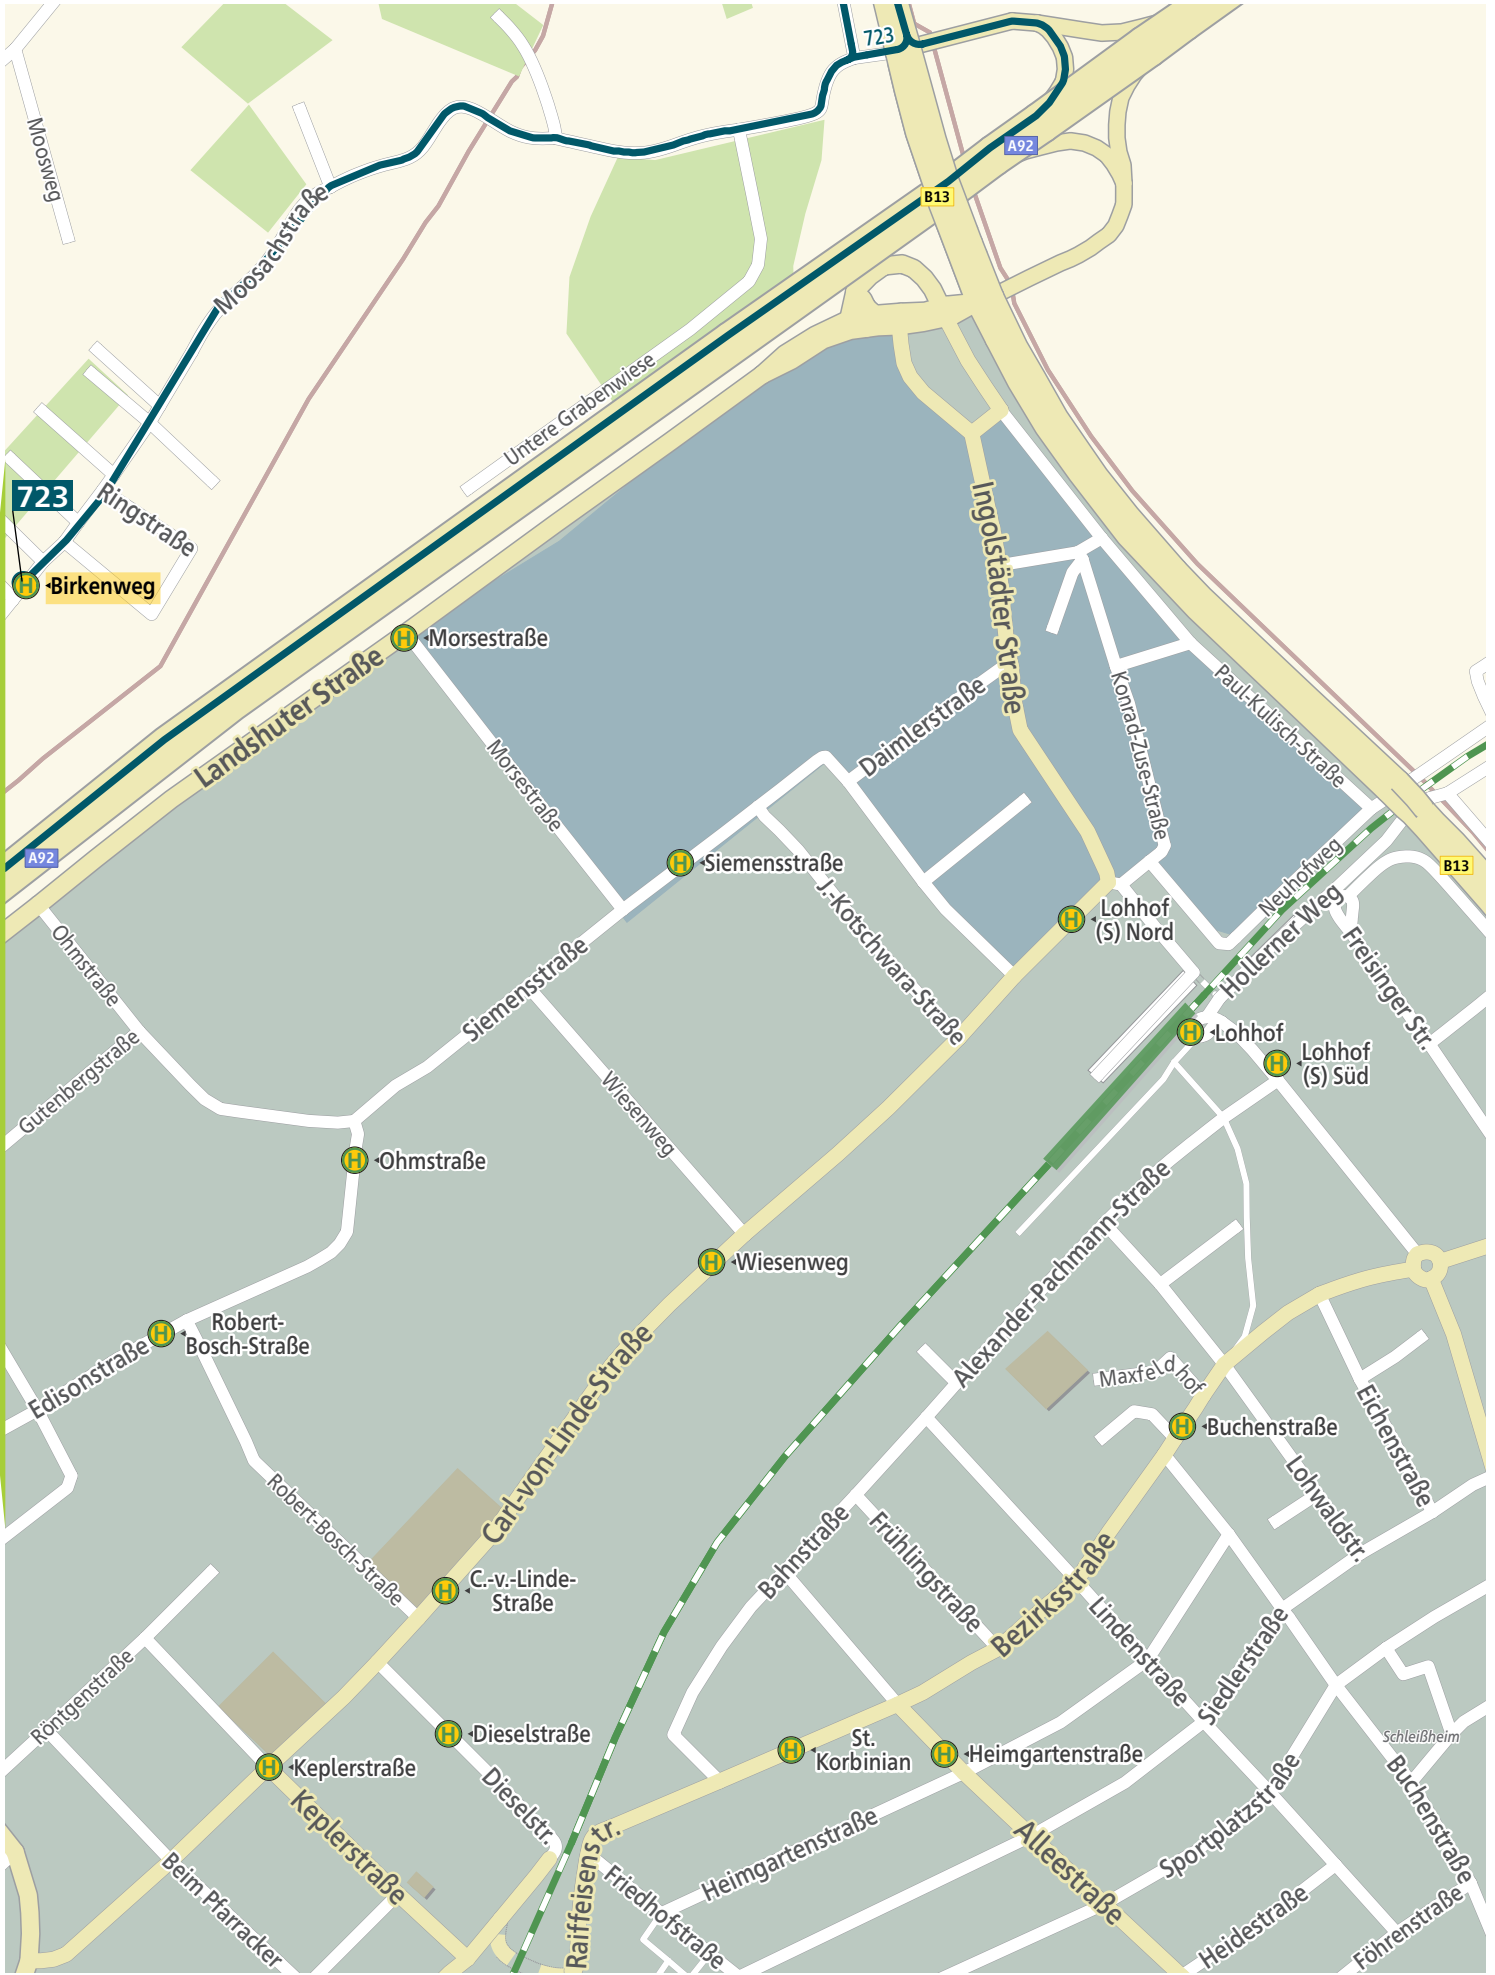 723
Moosweg
A92
B13
Moosachstraße
Untere Grabenwiese
723
Ringstraße
H Birkenweg
Ingolstädter Straße
H Morsestraße
Landshuter Straße
Daimlerstraße
Konrad-Zuse-Straße
Paul-Kulisch-Straße
Morsestraße
A92
H Siemensstraße
B13
Neuhofweg
J.-Kotschwara-Straße
H Lohhof
(S) Nord
Hollerner Weg
Freisinger Str.
Ohmstraße
Siemensstraße
H Lohhof
H Lohhof
(S) Süd
Gutenbergstraße
Wiesenweg
H Ohmstraße
Alexander-Pachmann-Straße
H Wiesenweg
H Robert-
Bosch-Straße
Edisonstraße
Carl-von-Linde-Straße
Maxfeldhof
Eichenstraße
H Buchenstraße
Lohwaldstr.
Robert-Bosch-Straße
Bahnstraße
Frühlingstraße
Bezirksstraße
H C.-v.-Linde-
Straße
Lindenstraße
Siedlerstraße
Röntgenstraße
H Dieselstraße
H St.
Korbinian
H Heimgartenstraße
Schleißheim
H Keplerstraße
Dieselstr.
Keplerstraße
Buchenstraße
Sportplatzstraße
Raiffeisenstr.
Heimgartenstraße
Alleestraße
Beim Pfarracker
Friedhofstraße
Heidestraße
Föhrenstraße